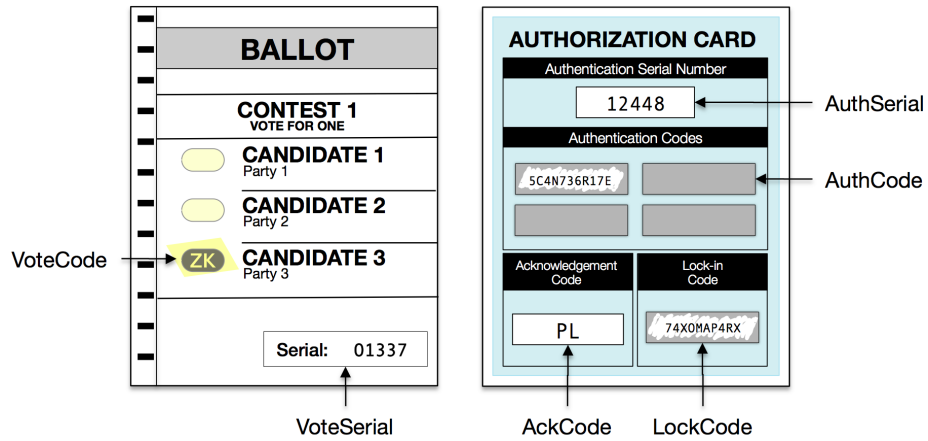 BALLOT
CONTEST 1
VOTE FOR ONE
CANDIDATE 1
Party 1
CANDIDATE 2
Party 2
VoteCode
ZK
CANDIDATE 3
Party 3
Serial: 01337
VoteSerial
AUTHORIZATION CARD
Authentication Serial Number
12448
AuthSerial
Authentication Codes
5C4N736R17E
AuthCode
Acknowledgement
Code
PL
Lock-in
Code
74XOMAP4RX
AckCode
LockCode